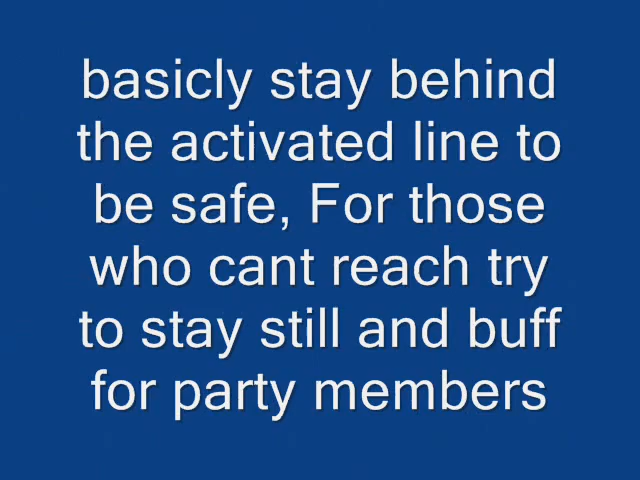 basicly stay behind
the activated line to
be safe, For those
who cant reach try
to stay still and buff
for party members